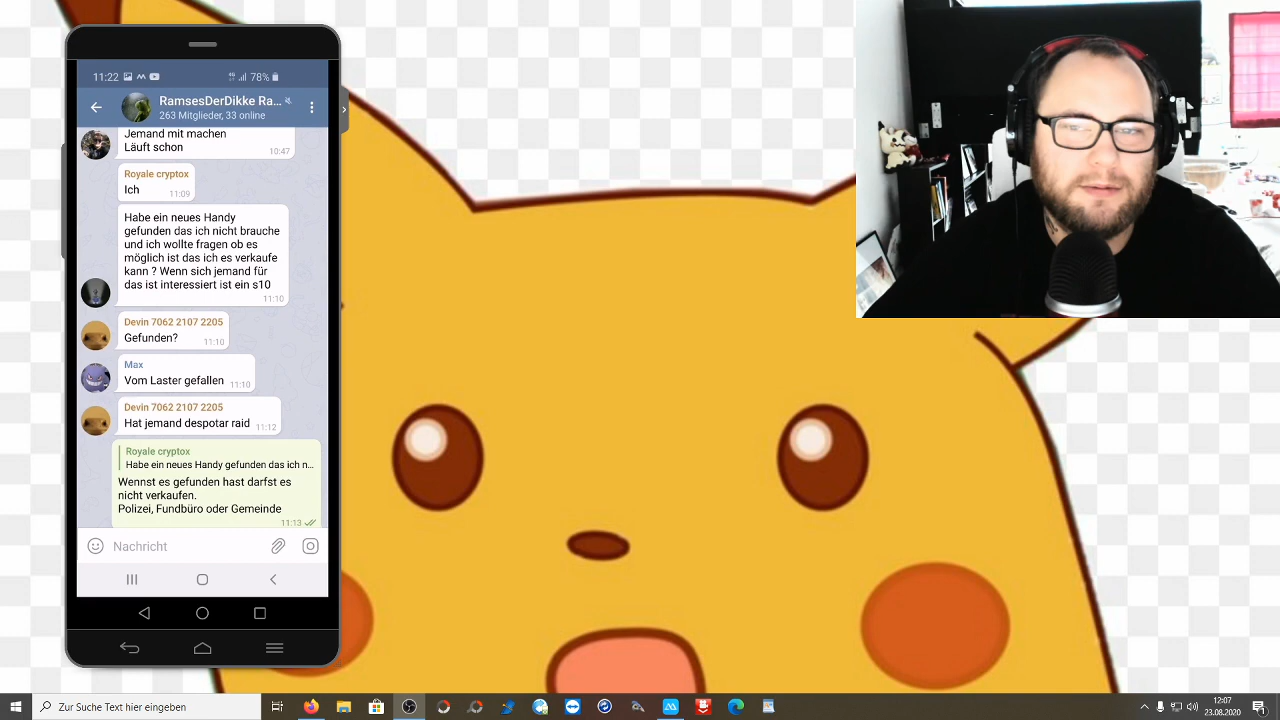 11:22
78%
RamsesDerDikke Ra...
263 Mitglieder, 33 online
Jemand mit machen
Läuft schon
10:47
Royale cryptox
Ich
11:09
Habe ein neues Handy
gefunden das ich nicht brauche
und ich wollte fragen ob es
möglich ist das ich es verkaufe
kann ? Wenn sich jemand für
das ist interessiert ist ein s10
11:10
Devin 7062 2107 2205
Gefunden?
11:10
Max
Vom Laster gefallen
11:10
Devin 7062 2107 2205
Hat jemand despotar raid
11:12
Royale cryptox
Habe ein neues Handy gefunden das ich n...
Wennst es gefunden hast darfst es
nicht verkaufen.
Polizei, Fundbüro oder Gemeinde
11:13
Nachricht
Zur Suche Text hier eingeben
12:07
23.08.2020